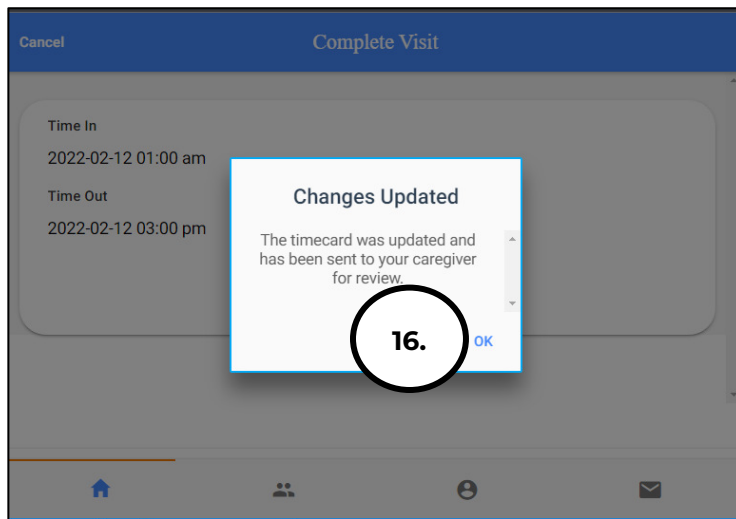 Cancel
Complete Visit
Time In
2022-02-12 01:00 am
Time Out
2022-02-12 03:00 pm
Changes Updated
The timecard was updated and
has been sent to your caregiver
for review.
16.
OK